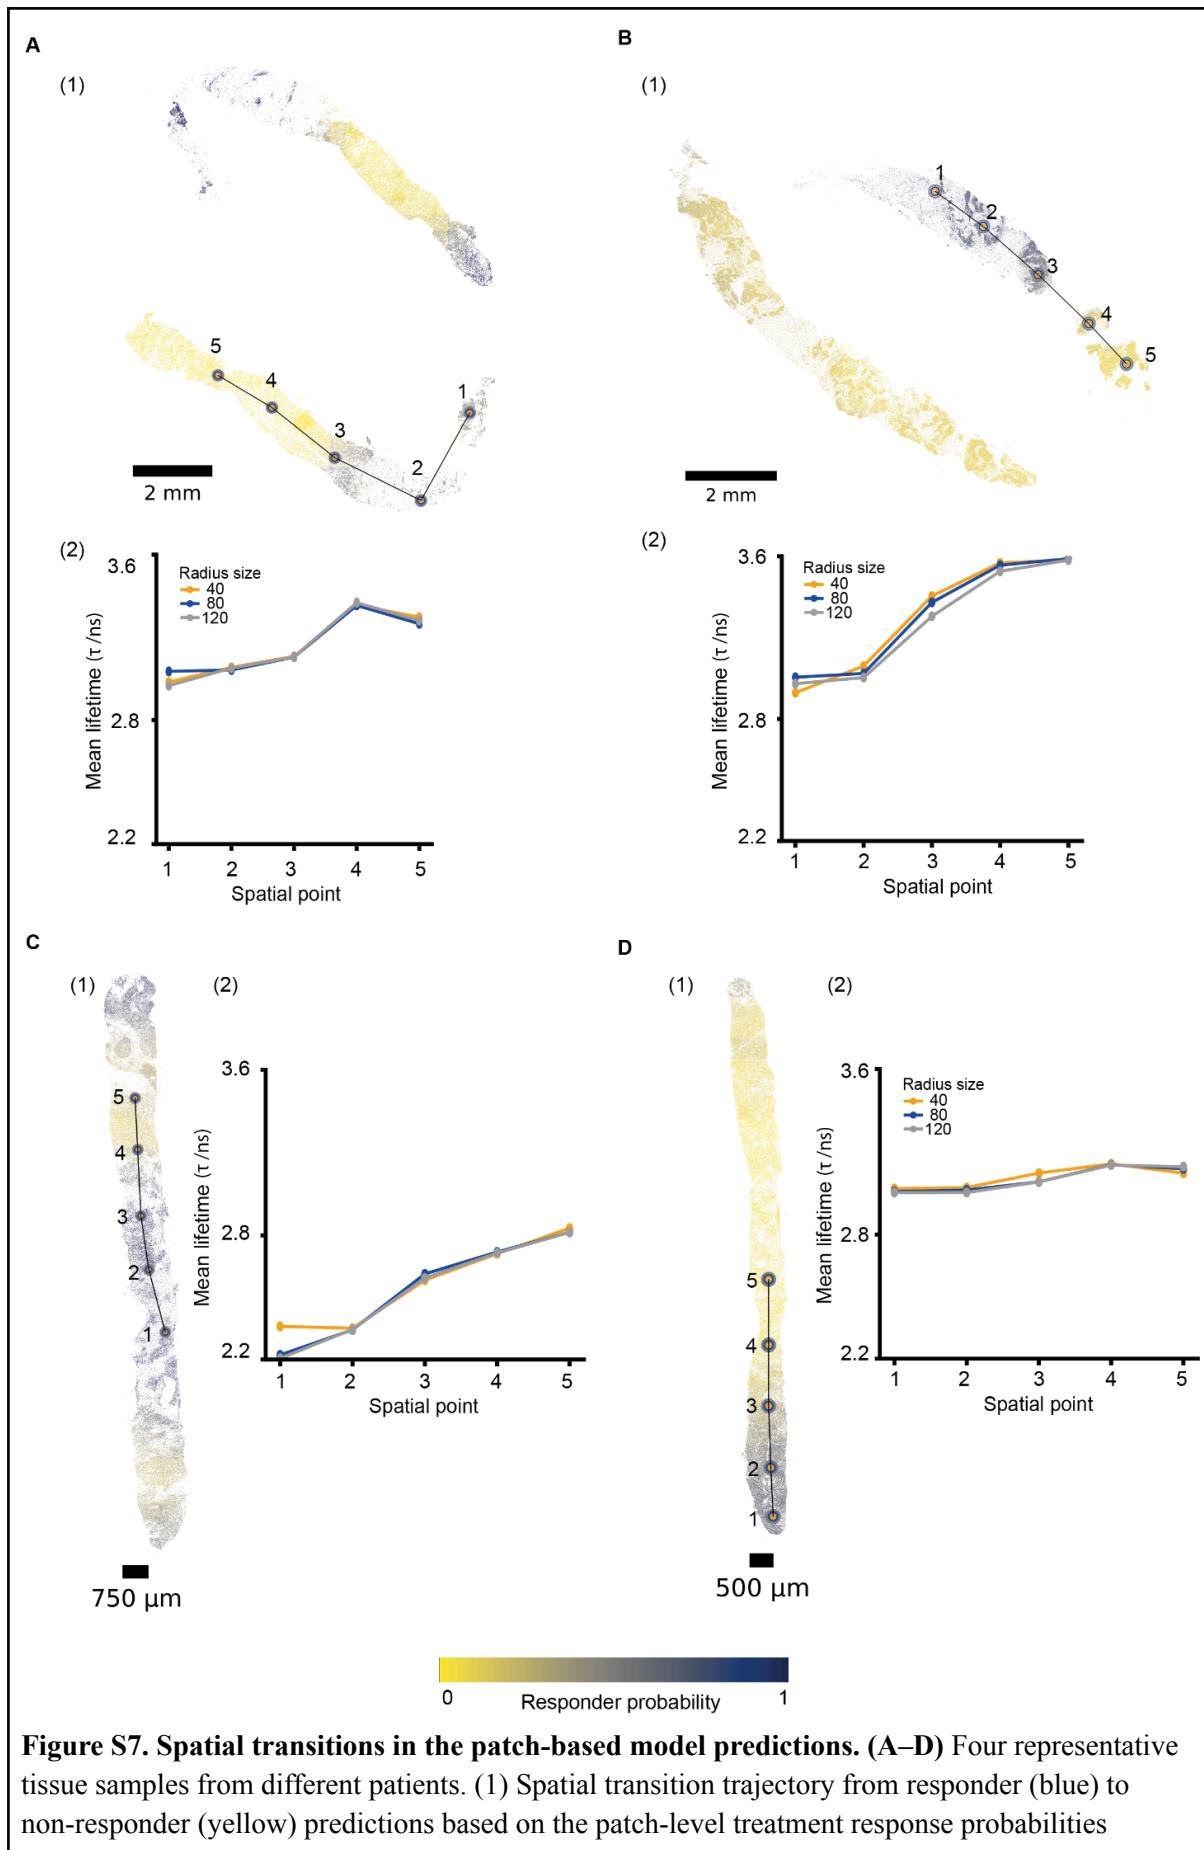 A
(1)
5
4
3
2
1
2 mm
(2)
3.6
2.8
2.2
Mean lifetime (τ /ns)
Radius size
40
80
120
1 2 3 4 5
Spatial point
B
(1)
1
2
3
4
5
2 mm
(2)
3.6
2.8
2.2
Mean lifetime (τ /ns)
Radius size
40
80
120
1 2 3 4 5
Spatial point
C
(1)
5
4
3
2
1
750 µm
(2)
3.6
2.8
2.2
Mean lifetime (τ /ns)
1 2 3 4 5
Spatial point
D
(1)
5
4
3
2
1
500 µm
(2)
3.6
2.8
2.2
Mean lifetime (τ /ns)
Radius size
40
80
120
1 2 3 4 5
Spatial point
0 Responder probability 1
Figure S7. Spatial transitions in the patch-based model predictions. (A–D) Four representative
tissue samples from different patients. (1) Spatial transition trajectory from responder (blue) to
non-responder (yellow) predictions based on the patch-level treatment response probabilities